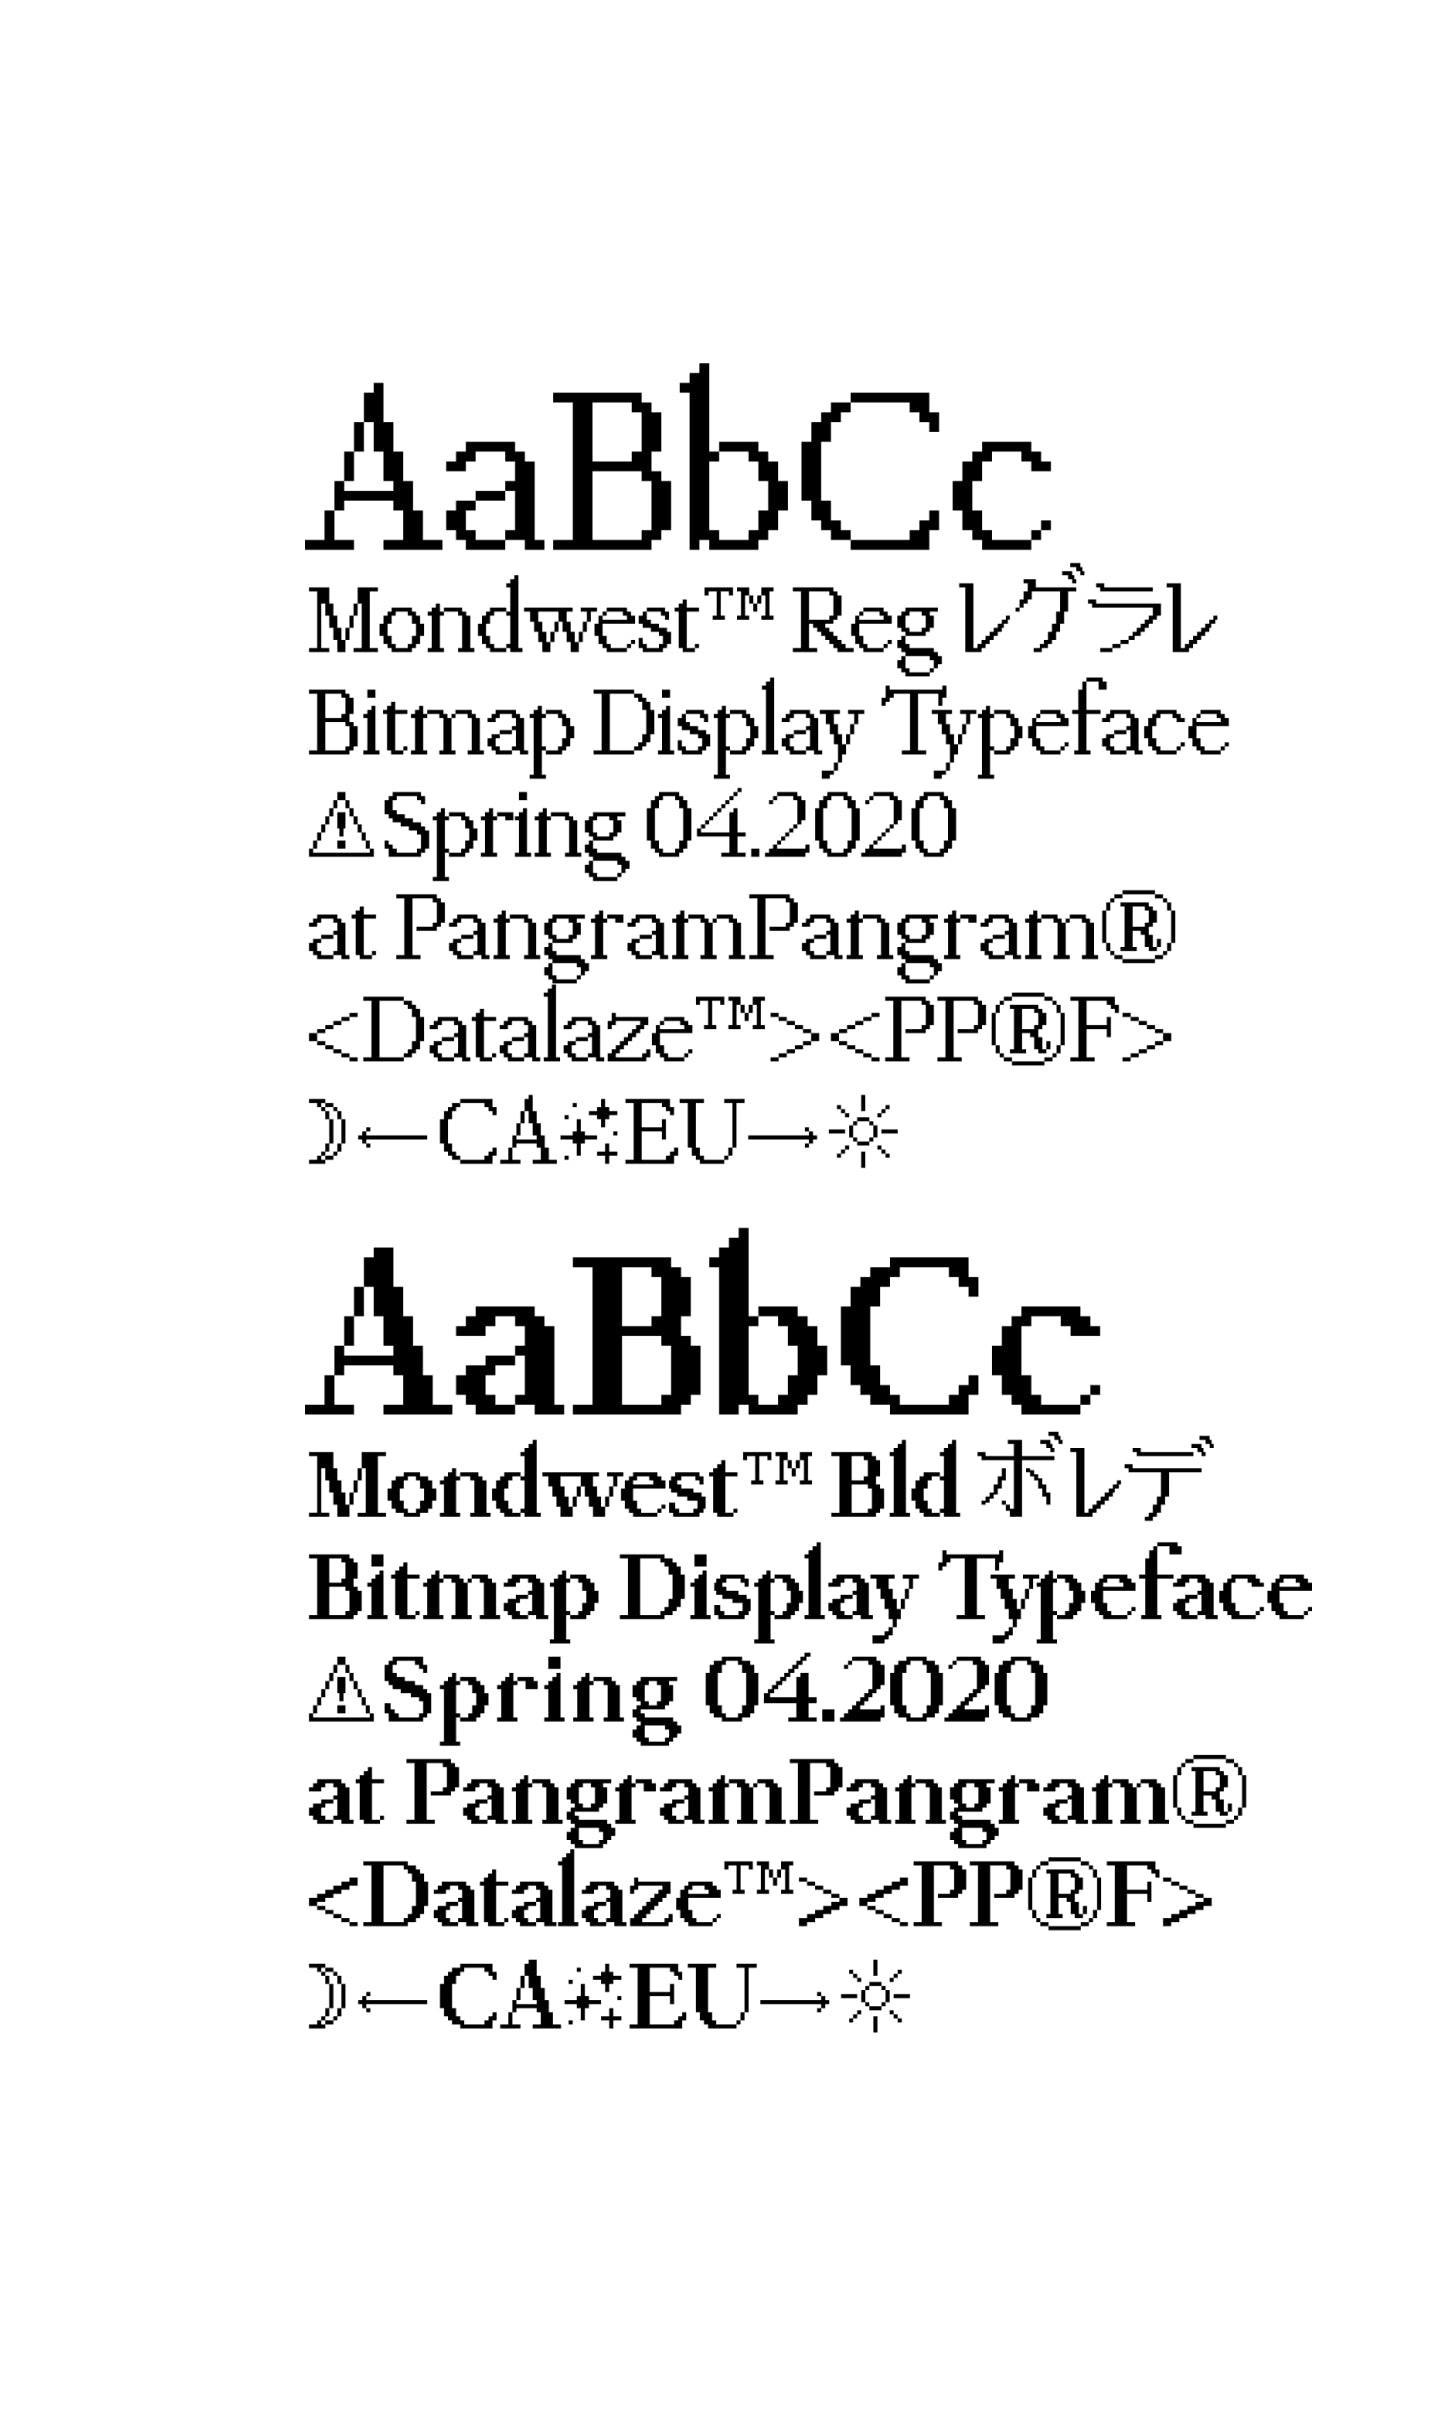 AaBbCc
Mondwest™ Reg レグラル
Bitmap Display Typeface
⚠Spring 04.2020
at PangramPangram®
<Datalaze™><PP®F>
☽←CA✨EU→☼
AaBbCc
Mondwest™ Bld ボレデ
Bitmap Display Typeface
⚠Spring 04.2020
at PangramPangram®
<Datalaze™><PP®F>
☽←CA✨EU→☼